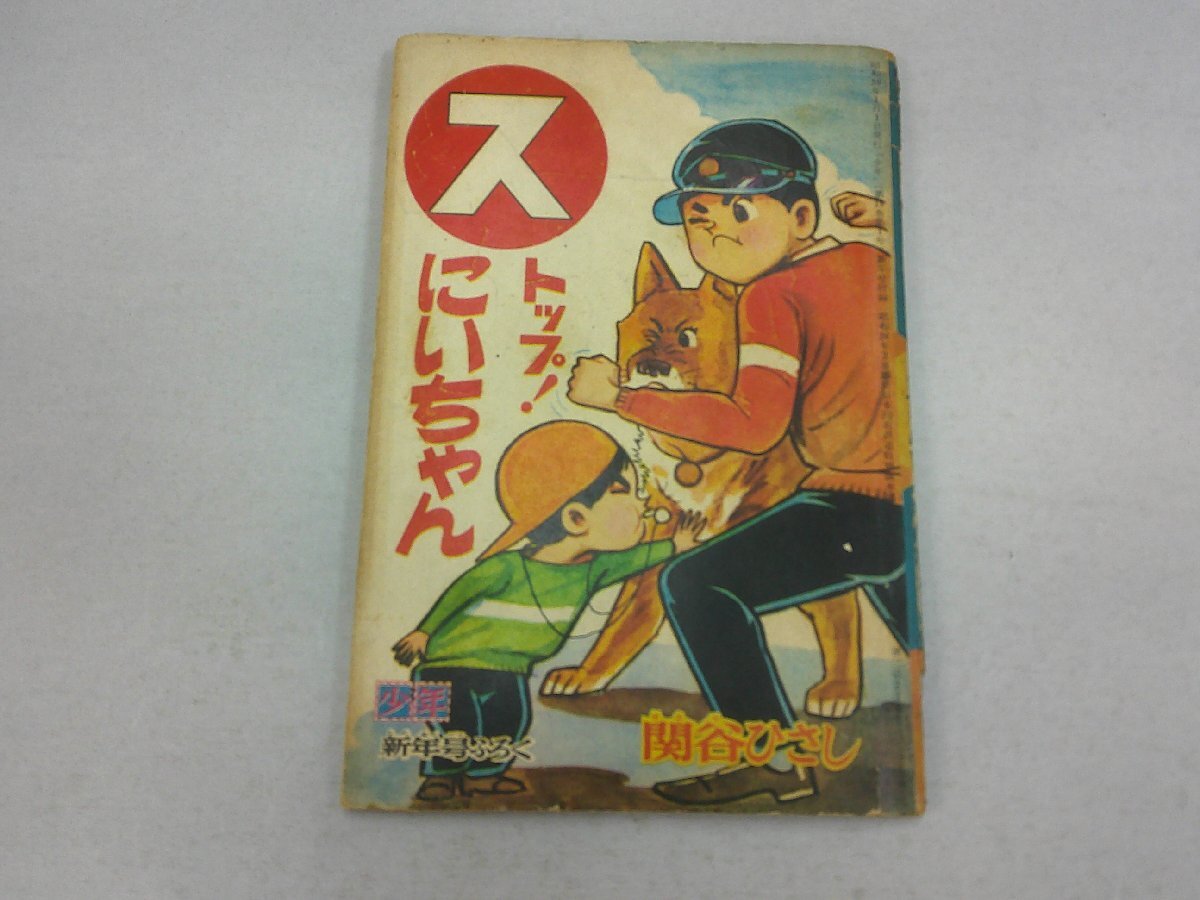 ス
トップ!
にいちゃん
少年
新年号ふろく
関谷ひさし